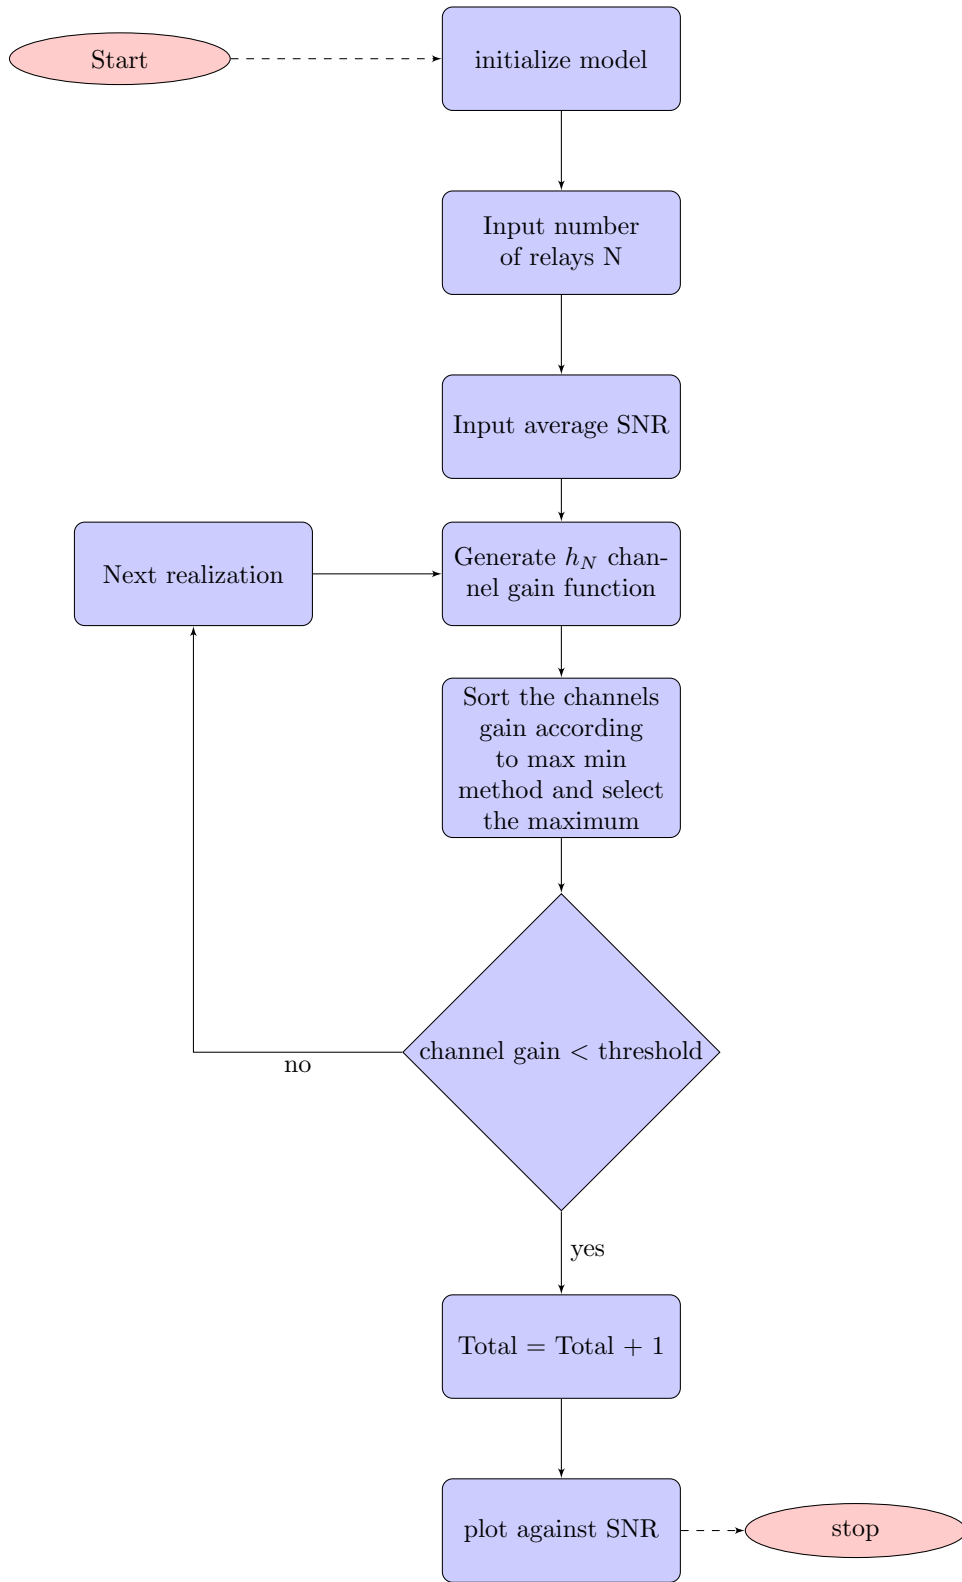 Start
initialize model
Input number
of relays N
Input average SNR
Next realization
Generate $h_N$ chan-
nel gain function
Sort the channels
gain according
to max min
method and select
the maximum
channel gain < threshold
no
yes
Total = Total + 1
plot against SNR
stop